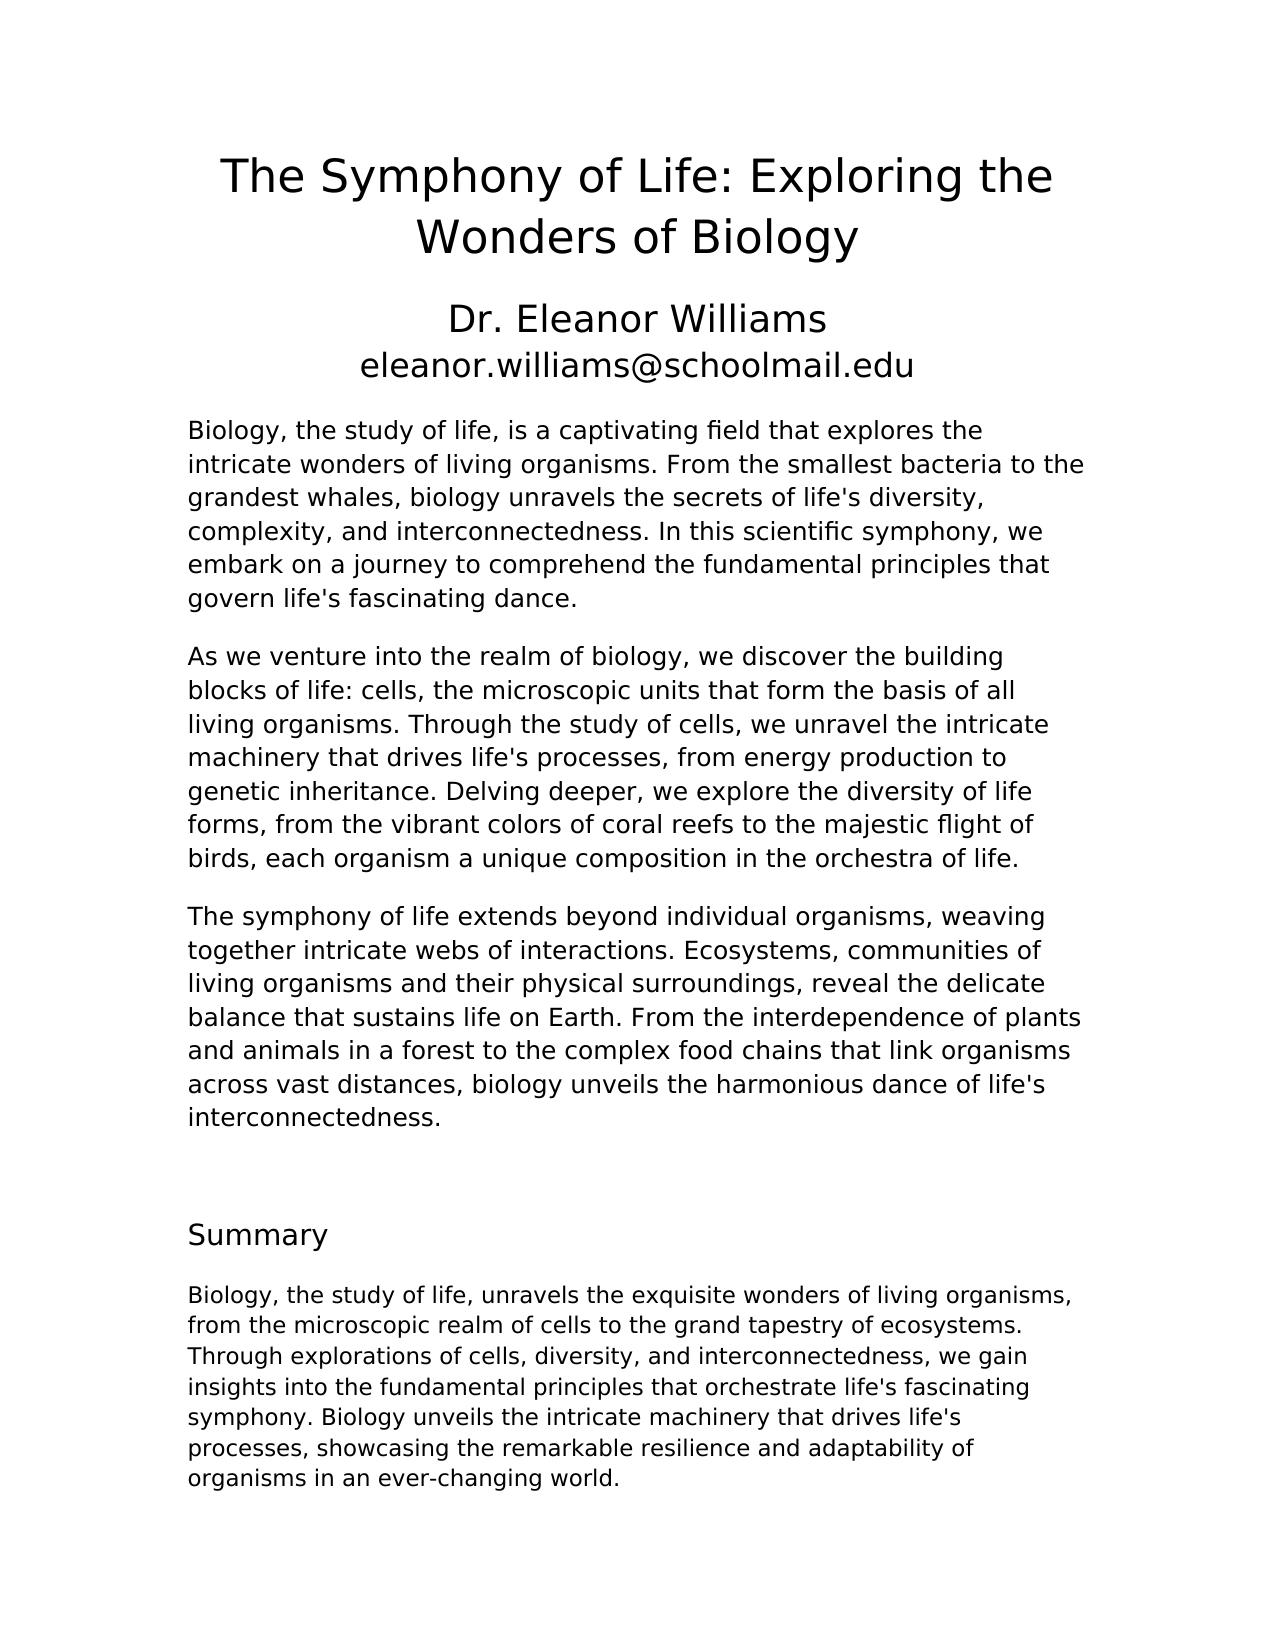 The Symphony of Life: Exploring the
Wonders of Biology
Dr. Eleanor Williams
eleanor.williams@schoolmail.edu
Biology, the study of life, is a captivating field that explores the
intricate wonders of living organisms. From the smallest bacteria to the
grandest whales, biology unravels the secrets of life's diversity,
complexity, and interconnectedness. In this scientific symphony, we
embark on a journey to comprehend the fundamental principles that
govern life's fascinating dance.
As we venture into the realm of biology, we discover the building
blocks of life: cells, the microscopic units that form the basis of all
living organisms. Through the study of cells, we unravel the intricate
machinery that drives life's processes, from energy production to
genetic inheritance. Delving deeper, we explore the diversity of life
forms, from the vibrant colors of coral reefs to the majestic flight of
birds, each organism a unique composition in the orchestra of life.
The symphony of life extends beyond individual organisms, weaving
together intricate webs of interactions. Ecosystems, communities of
living organisms and their physical surroundings, reveal the delicate
balance that sustains life on Earth. From the interdependence of plants
and animals in a forest to the complex food chains that link organisms
across vast distances, biology unveils the harmonious dance of life's
interconnectedness.
Summary
Biology, the study of life, unravels the exquisite wonders of living organisms,
from the microscopic realm of cells to the grand tapestry of ecosystems.
Through explorations of cells, diversity, and interconnectedness, we gain
insights into the fundamental principles that orchestrate life's fascinating
symphony. Biology unveils the intricate machinery that drives life's
processes, showcasing the remarkable resilience and adaptability of
organisms in an ever-changing world.